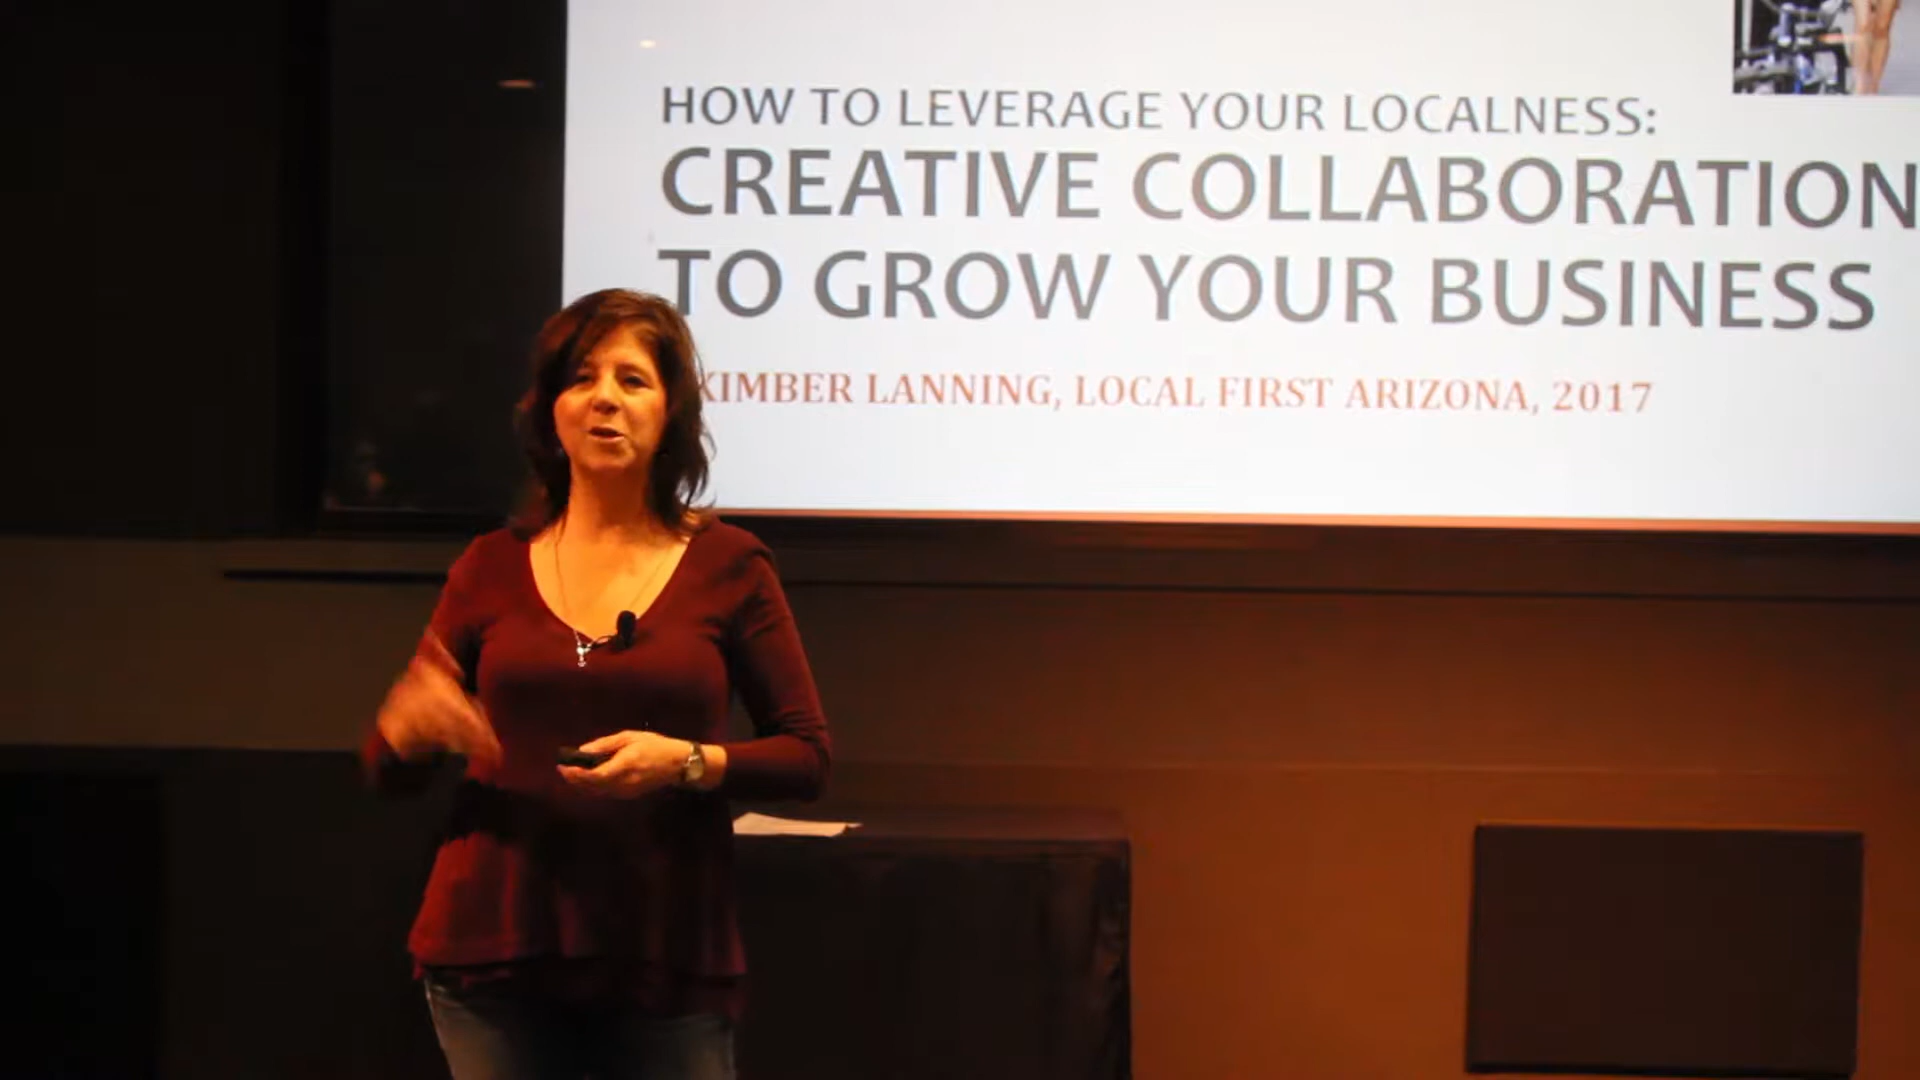 HOW TO LEVERAGE YOUR LOCALNESS:
CREATIVE COLLABORATION
TO GROW YOUR BUSINESS
KIMBER LANNING, LOCAL FIRST ARIZONA, 2017